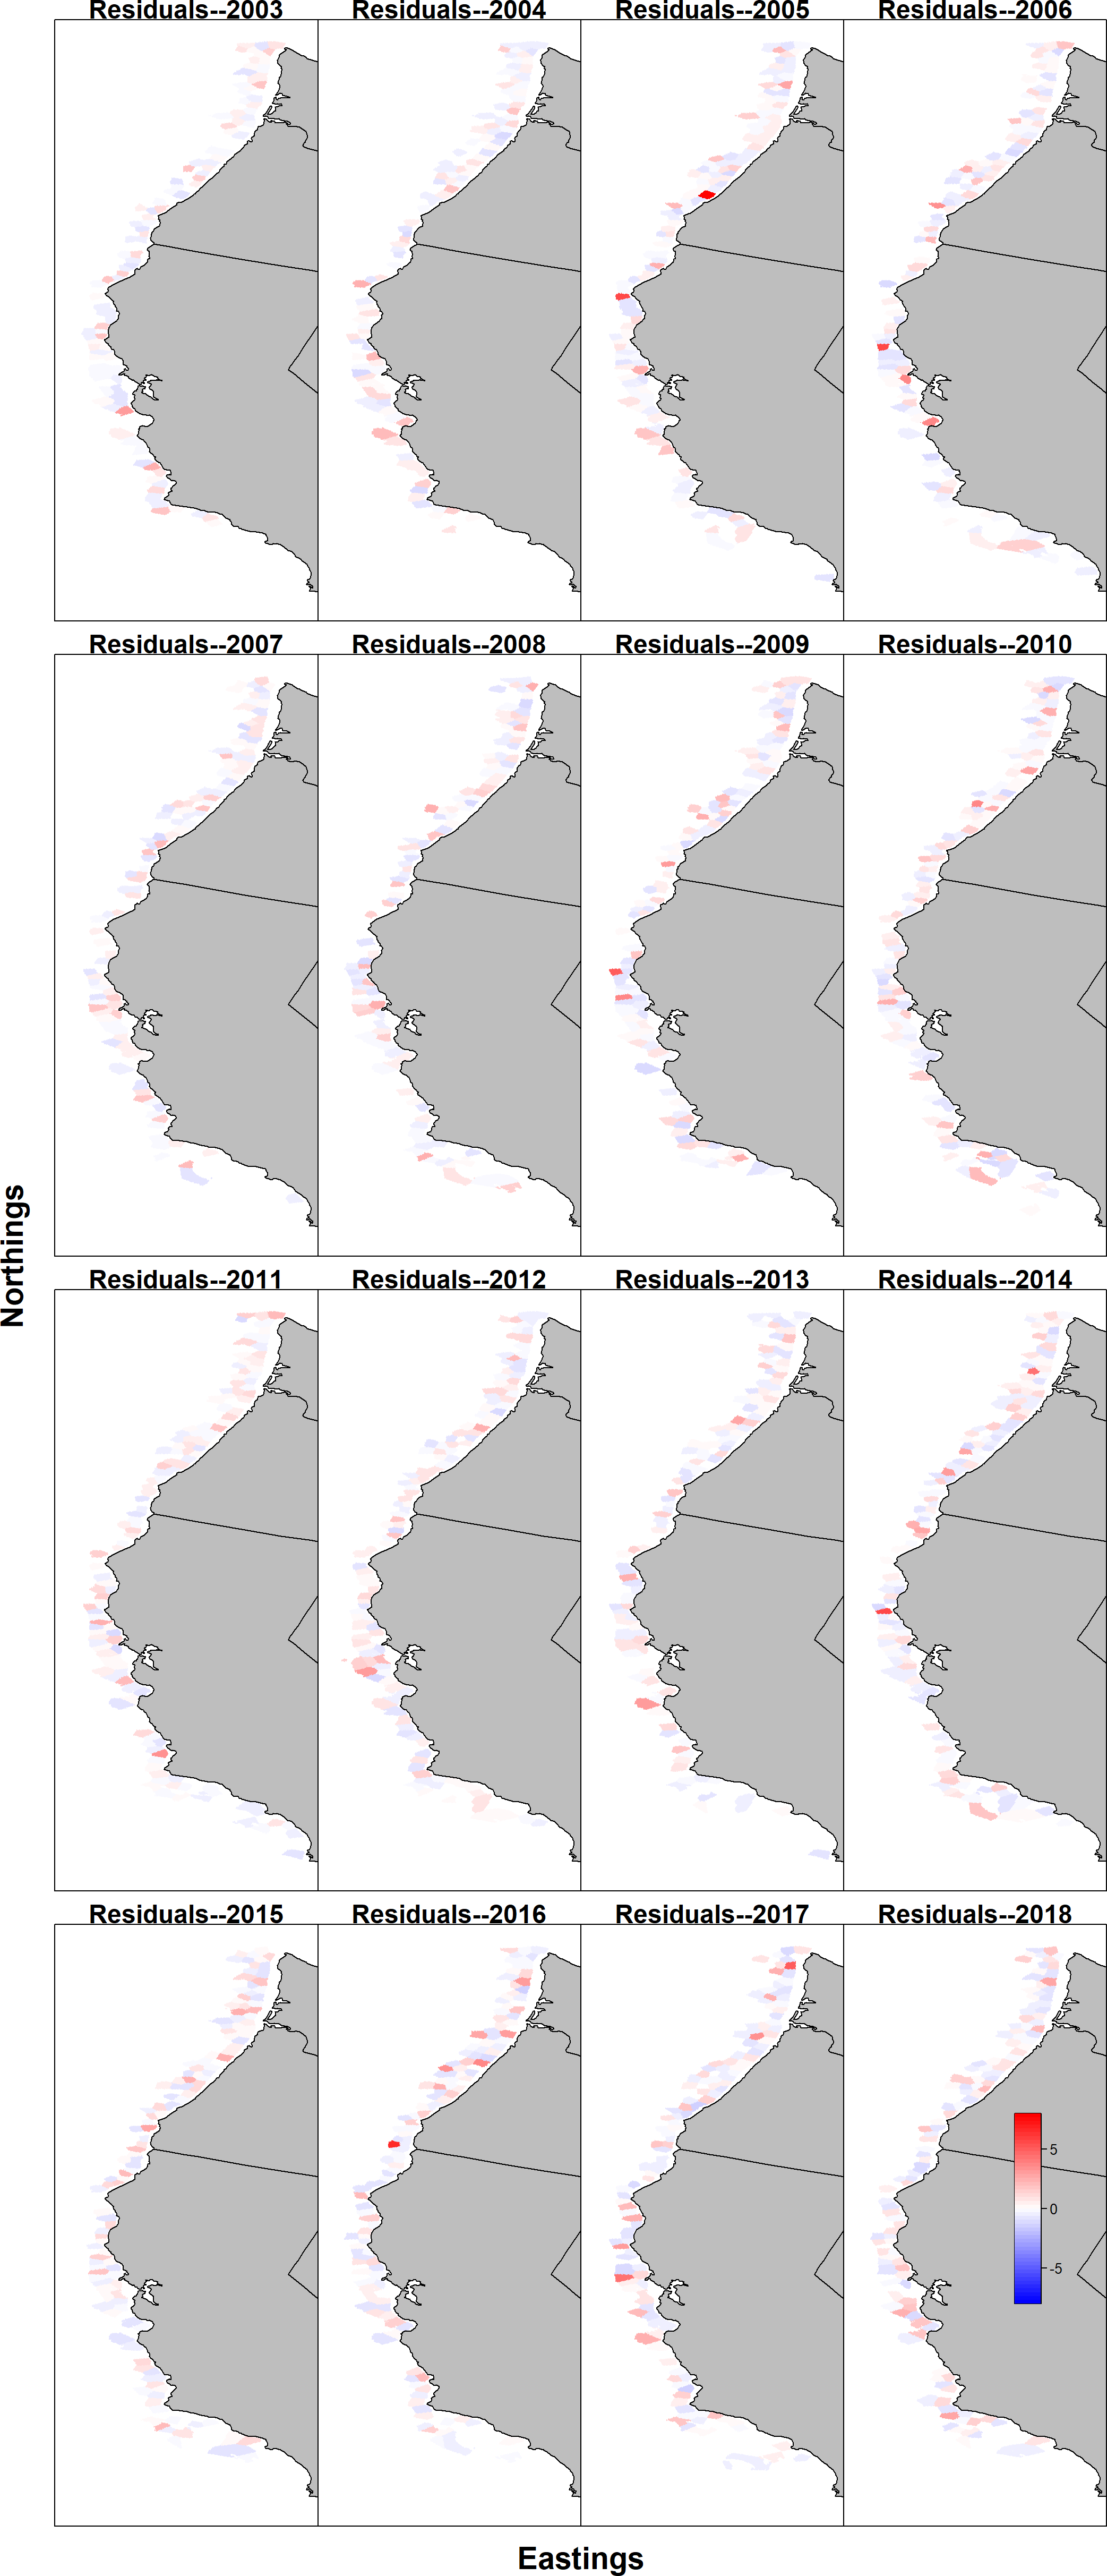 Residuals--2003 Residuals--2004 Residuals--2005 Residuals--2006
Residuals--2007 Residuals--2008 Residuals--2009 Residuals--2010
Northings
Residuals--2011 Residuals--2012 Residuals--2013 Residuals--2014
Residuals--2015 Residuals--2016 Residuals--2017 Residuals--2018
5
0
-5
Eastings